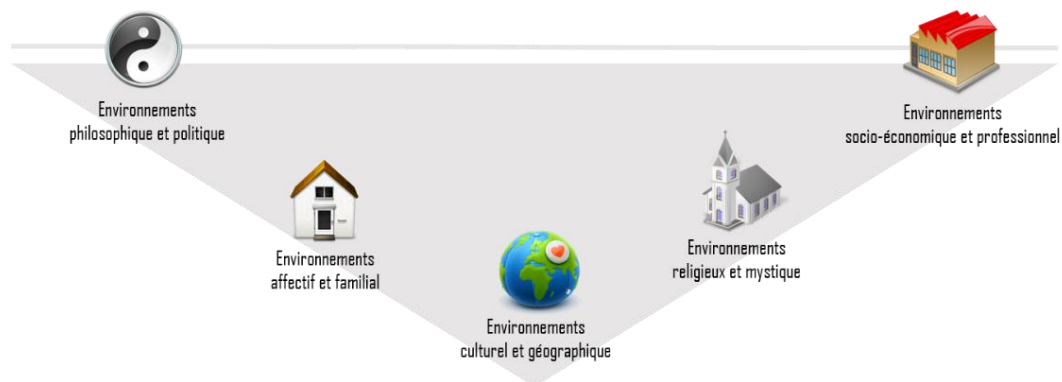 Environnements
philosophique et politique
Environnements
socio-économique et professionnel
Environnements
affectif et familial
Environnements
religieux et mystique
Environnements
culturel et géographique